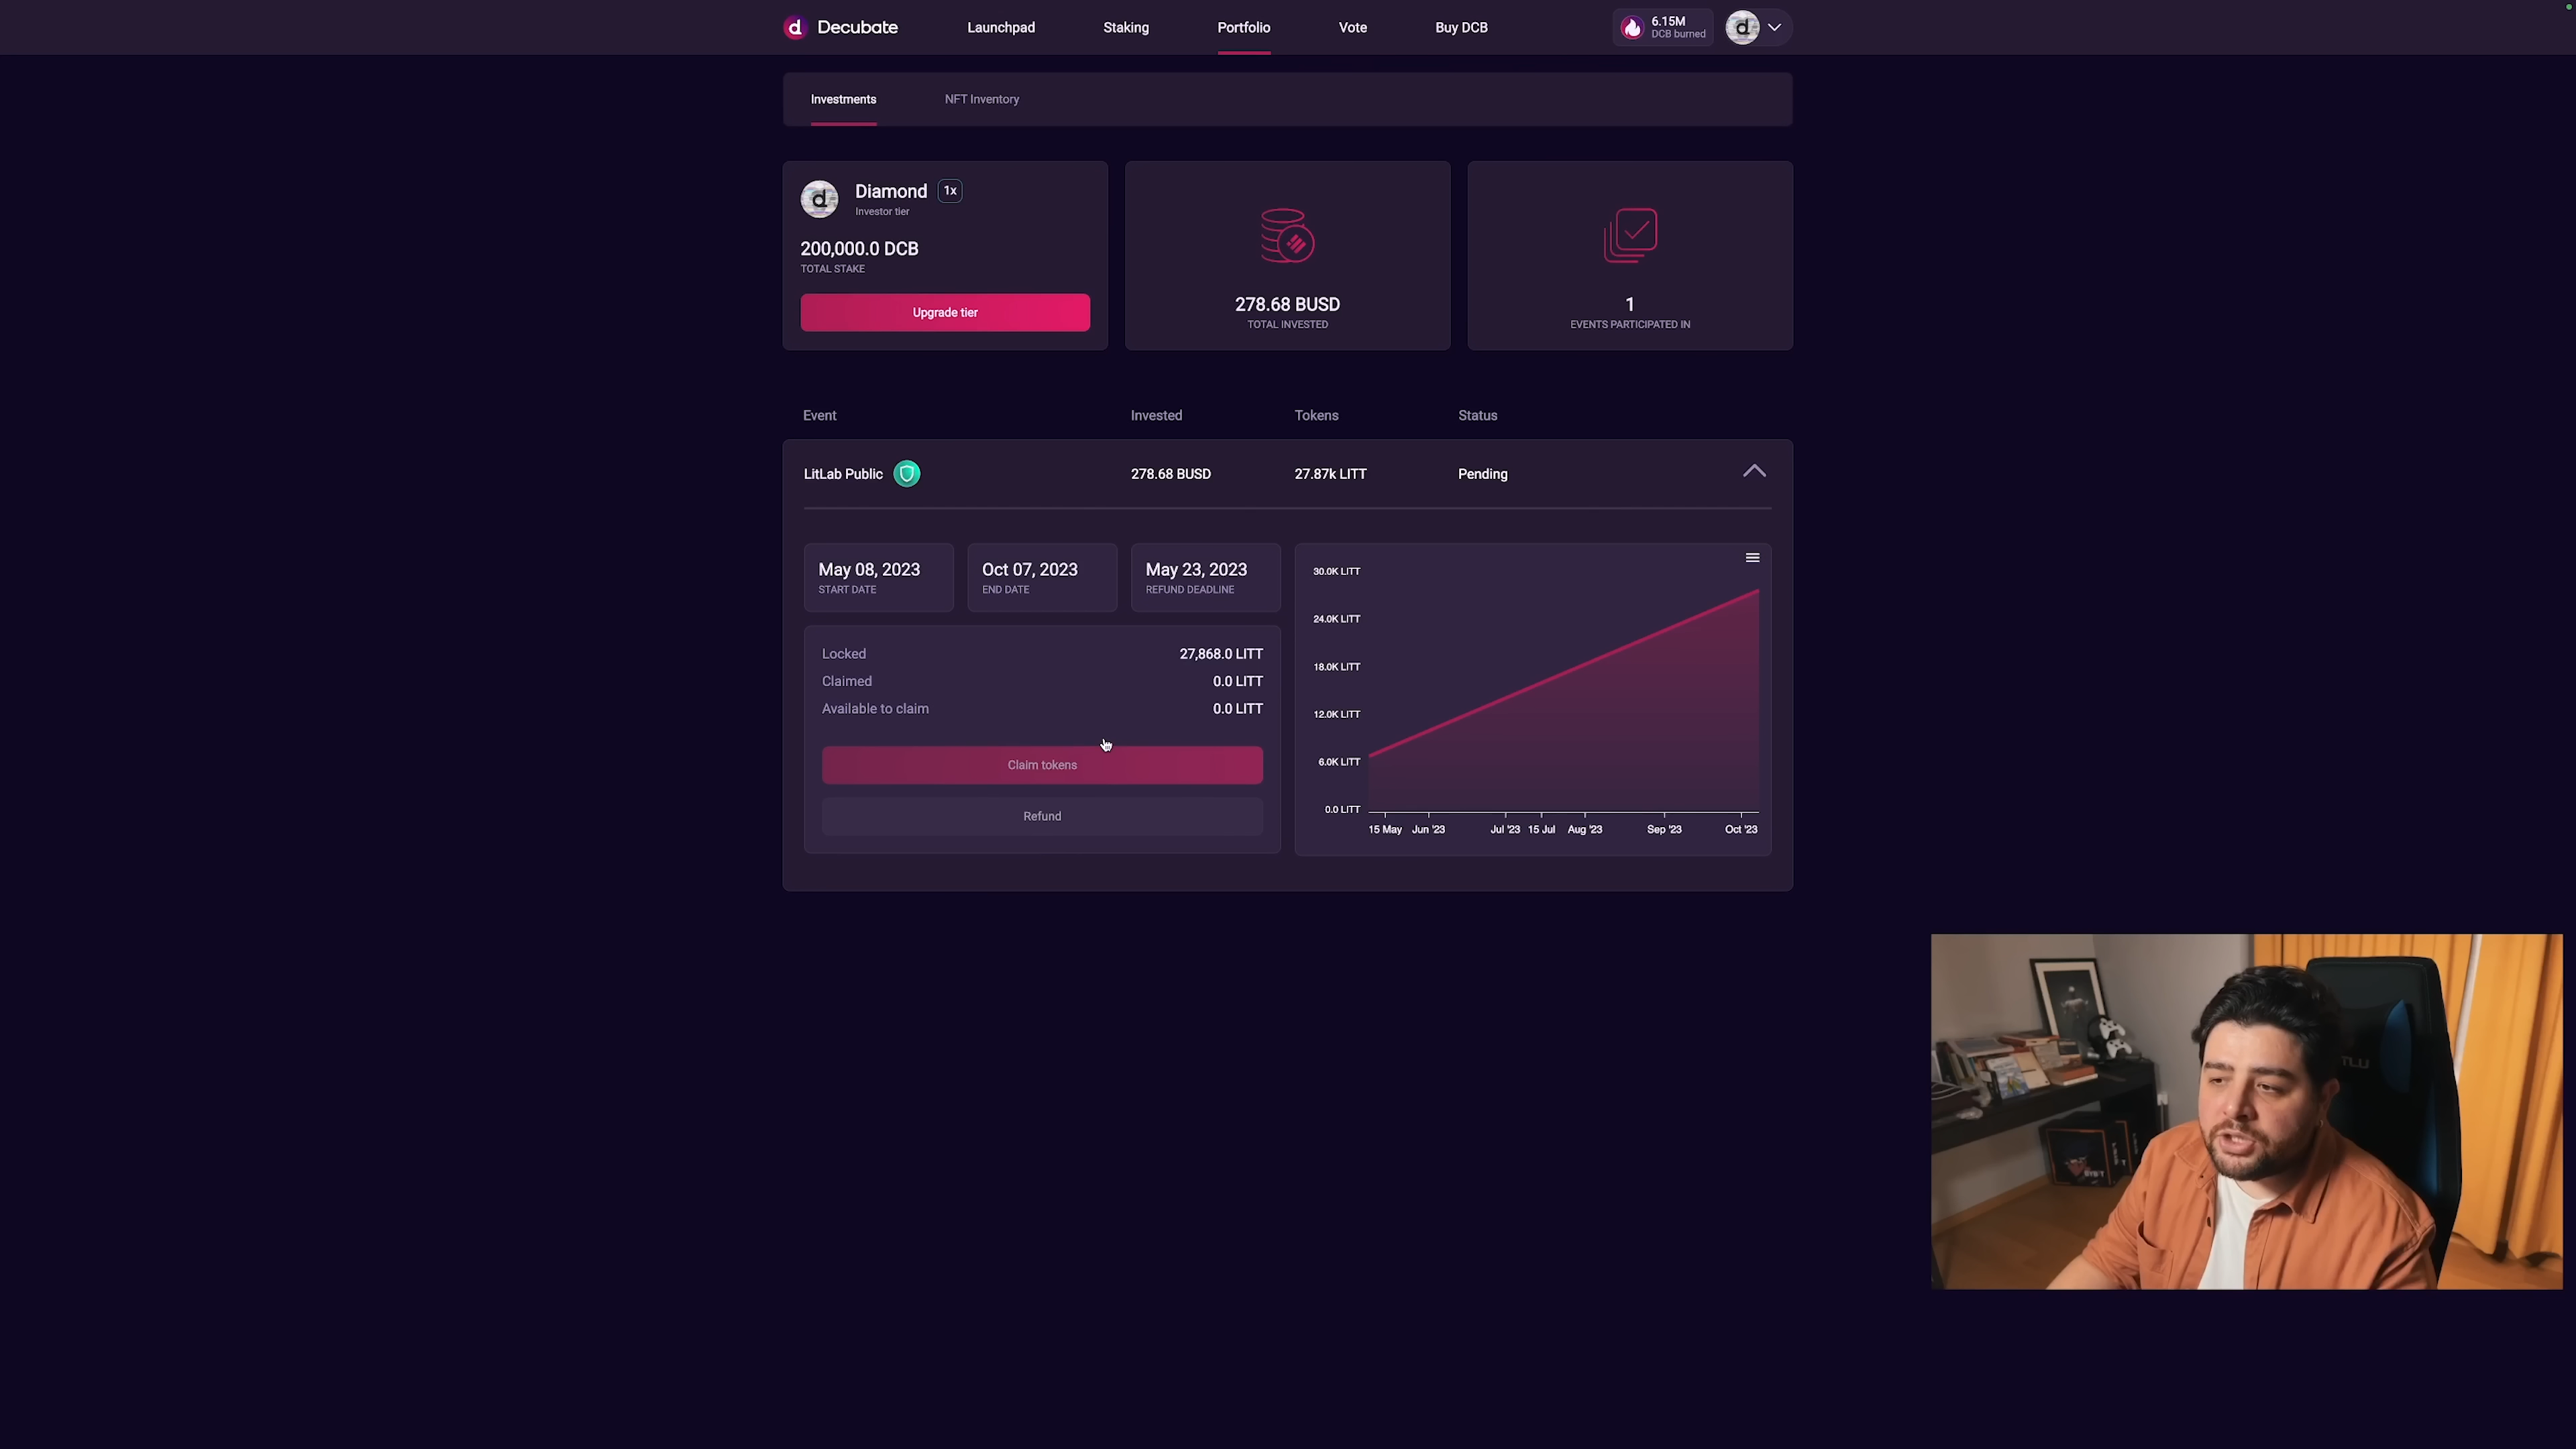 Decubate
Launchpad
Staking
Portfolio
Vote
Buy DCB
6.15M
DCB burned
Investments
NFT Inventory
Diamond 1x
Investor tier
200,000.0 DCB
TOTAL STAKE
Upgrade tier
278.68 BUSD
TOTAL INVESTED
1
EVENTS PARTICIPATED IN
Event Invested Tokens Status
LitLab Public 278.68 BUSD 27.87k LITT Pending
May 08, 2023
START DATE
Oct 07, 2023
END DATE
May 23, 2023
REFUND DEADLINE
Locked 27,868.0 LITT
Claimed 0.0 LITT
Available to claim 0.0 LITT
Claim tokens
Refund
30.0K LITT
24.0K LITT
18.0K LITT
12.0K LITT
6.0K LITT
0.0 LITT
15 May Jun '23 Jul '23 15 Jul Aug '23 Sep '23 Oct '23